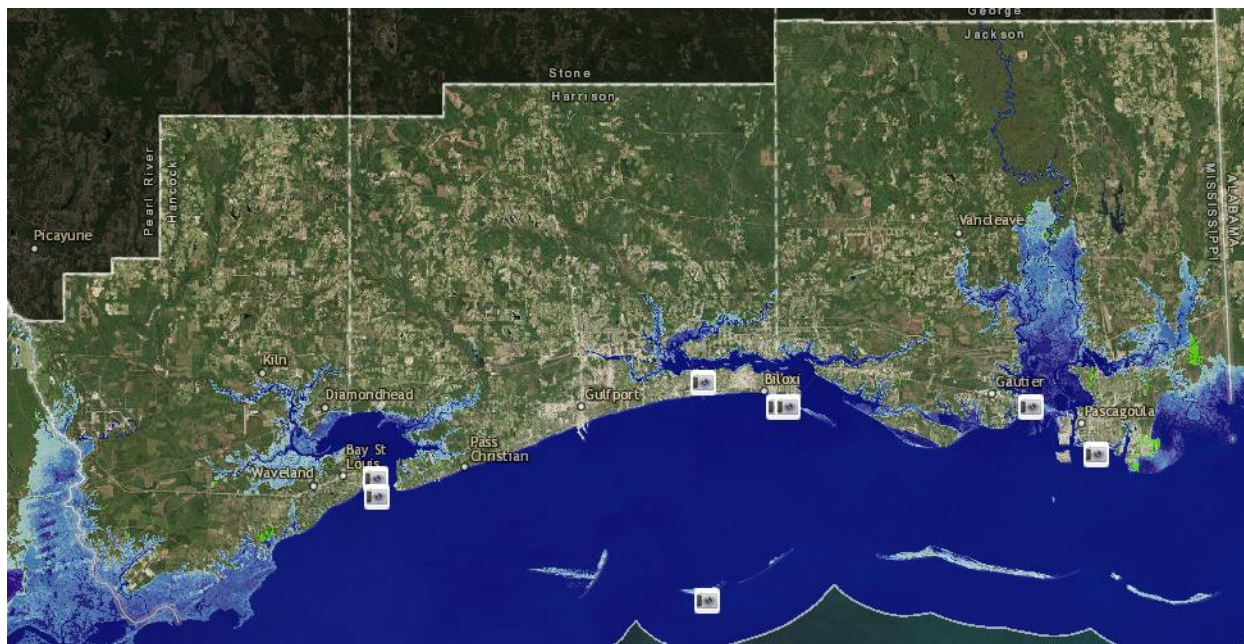 George
Jackson
Stone
Harrison
Pearl River
Hancock
MISSISSIPPI
ALABAMA
Picayune
Vancleave
Kiln
Diamondhead
Gulfport
Biloxi
Gautier
Pascagoula
Bay St
Louis
Waveland
Pass
Christian